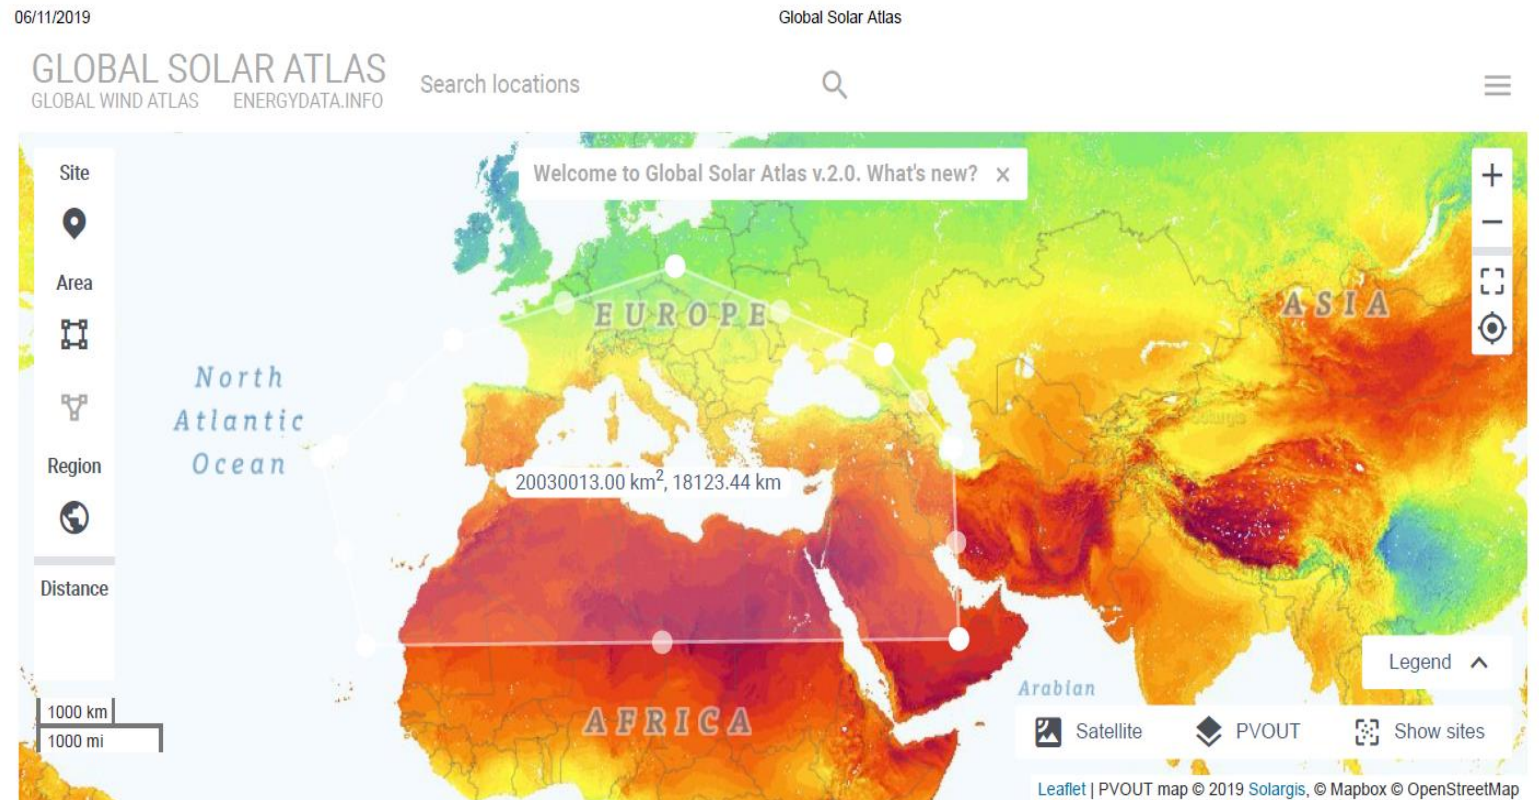 06/11/2019
Global Solar Atlas
GLOBAL SOLAR ATLAS
GLOBAL WIND ATLAS ENERGYDATA.INFO
Search locations
Welcome to Global Solar Atlas v.2.0. What's new? ×
Site
Area
Region
Distance
EUROPE
ASIA
North
Atlantic
Ocean
Solargis
20030013.00 km², 18123.44 km
AFRICA
Arabian
1000 km
1000 mi
Legend
Satellite
PVOUT
Show sites
Leaflet | PVOUT map © 2019 Solargis, © Mapbox © OpenStreetMap